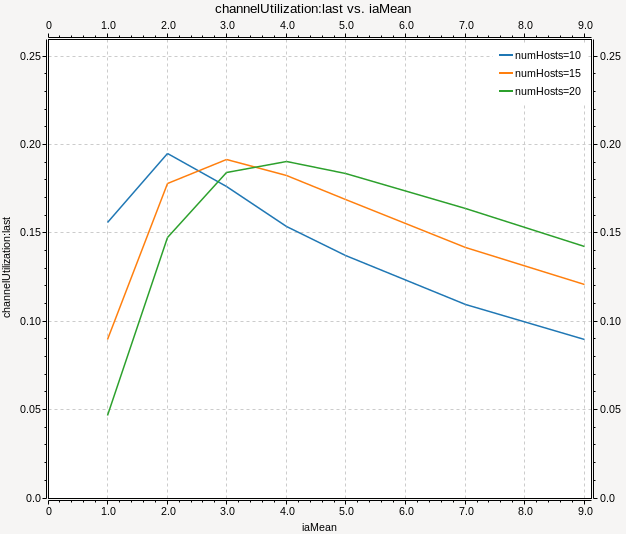 channelUtilization:last vs. iaMean
0 1.0 2.0 3.0 4.0 5.0 6.0 7.0 8.0 9.0
numHosts=10
numHosts=15
numHosts=20
0.25 0.25
0.20 0.20
0.15 0.15
0.10 0.10
0.05 0.05
0.0 0.0
channelUtilization:last
0 1.0 2.0 3.0 4.0 5.0 6.0 7.0 8.0 9.0
iaMean